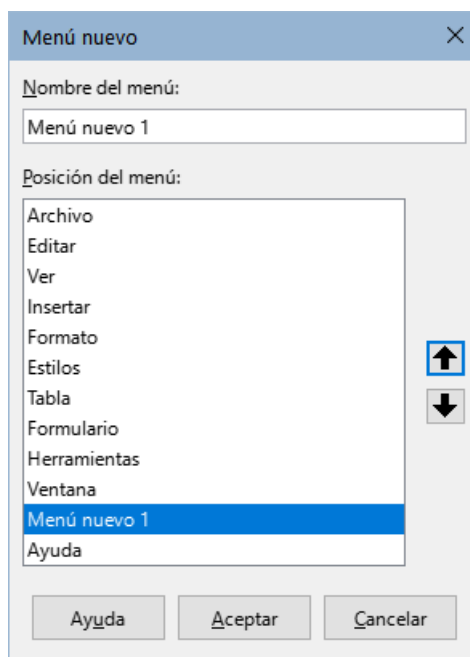 Menú nuevo
Nombre del menú:
Menú nuevo 1
Posición del menú:
Archivo
Editar
Ver
Insertar
Formato
Estilos
Tabla
Formulario
Herramientas
Ventana
Menú nuevo 1
Ayuda
Ayuda Aceptar Cancelar